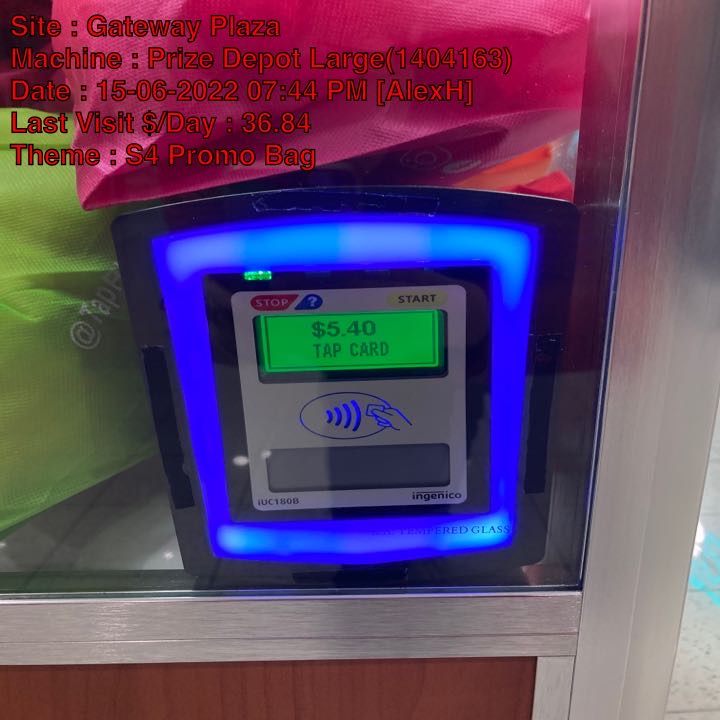 Site : Gateway Plaza
Machine : Prize Depot Large(1404163)
Date : 15-06-2022 07:44 PM [AlexH]
Last Visit $/Day : 36.84
Theme : S4 Promo Bag
STOP ? START
$5.40
TAP CARD
iUC180B ingenico
TEMPERED GLASS